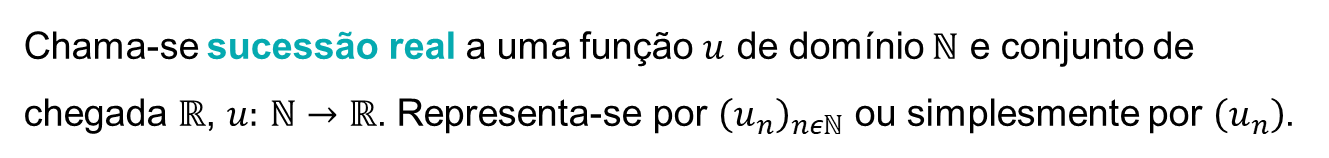 Chama-se sucessão real a uma função 𝑢 de domínio ℕ e conjunto de
chegada ℝ, 𝑢: ℕ → ℝ. Representa-se por (𝑢ₙ)ₙϵℕ ou simplesmente por (𝑢ₙ).